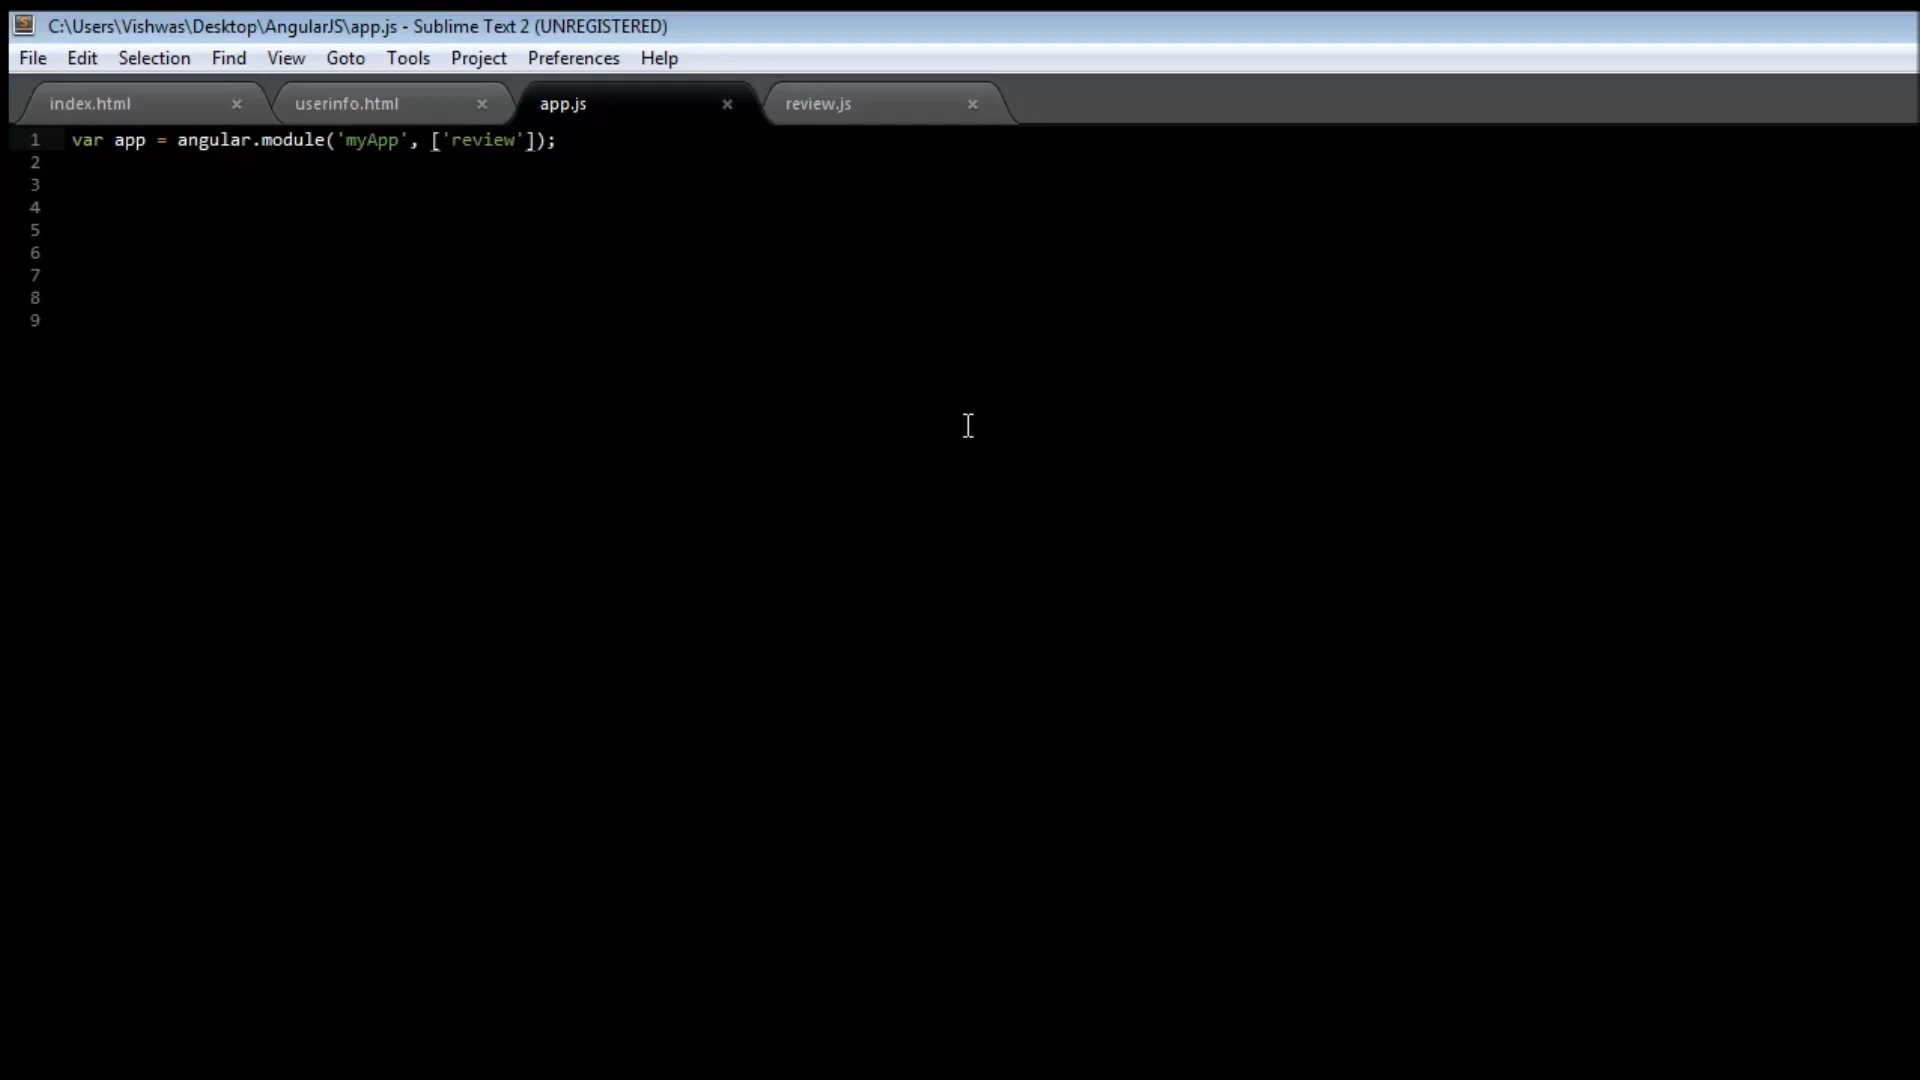 C:\Users\Vishwas\Desktop\AngularJS\app.js - Sublime Text 2 (UNREGISTERED)
File Edit Selection Find View Goto Tools Project Preferences Help
index.html × userinfo.html × app.js × review.js ×
1 var app = angular.module('myApp', ['review']);
2
3
4
5
6
7
8
9